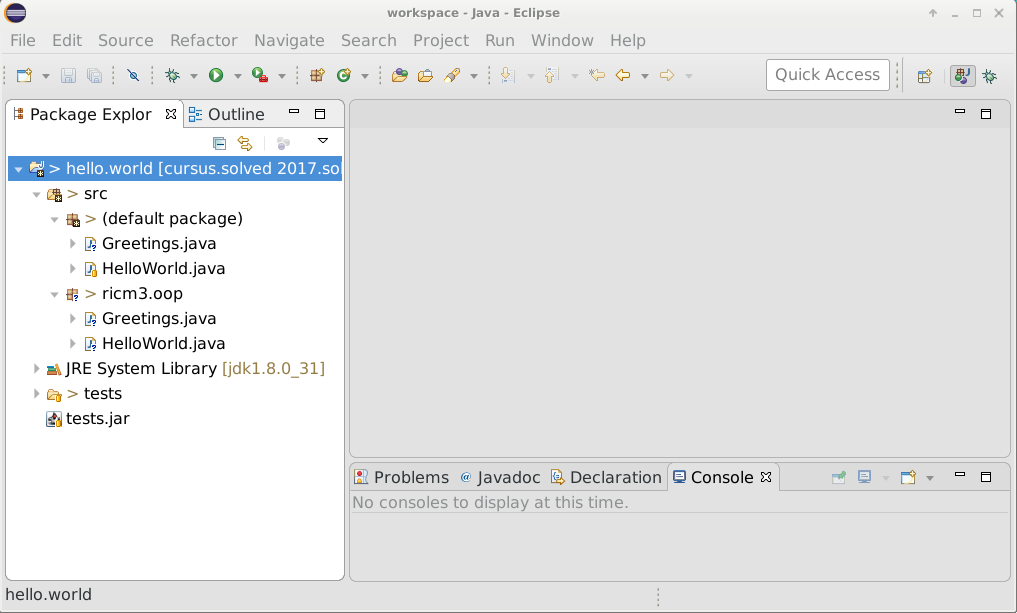 workspace - Java - Eclipse
File Edit Source Refactor Navigate Search Project Run Window Help
Quick Access
Package Explor Outline
> hello.world [cursus.solved 2017.so
> src
> (default package)
Greetings.java
HelloWorld.java
> ricm3.oop
Greetings.java
HelloWorld.java
JRE System Library [jdk1.8.0_31]
> tests
tests.jar
Problems @ Javadoc Declaration Console
No consoles to display at this time.
hello.world